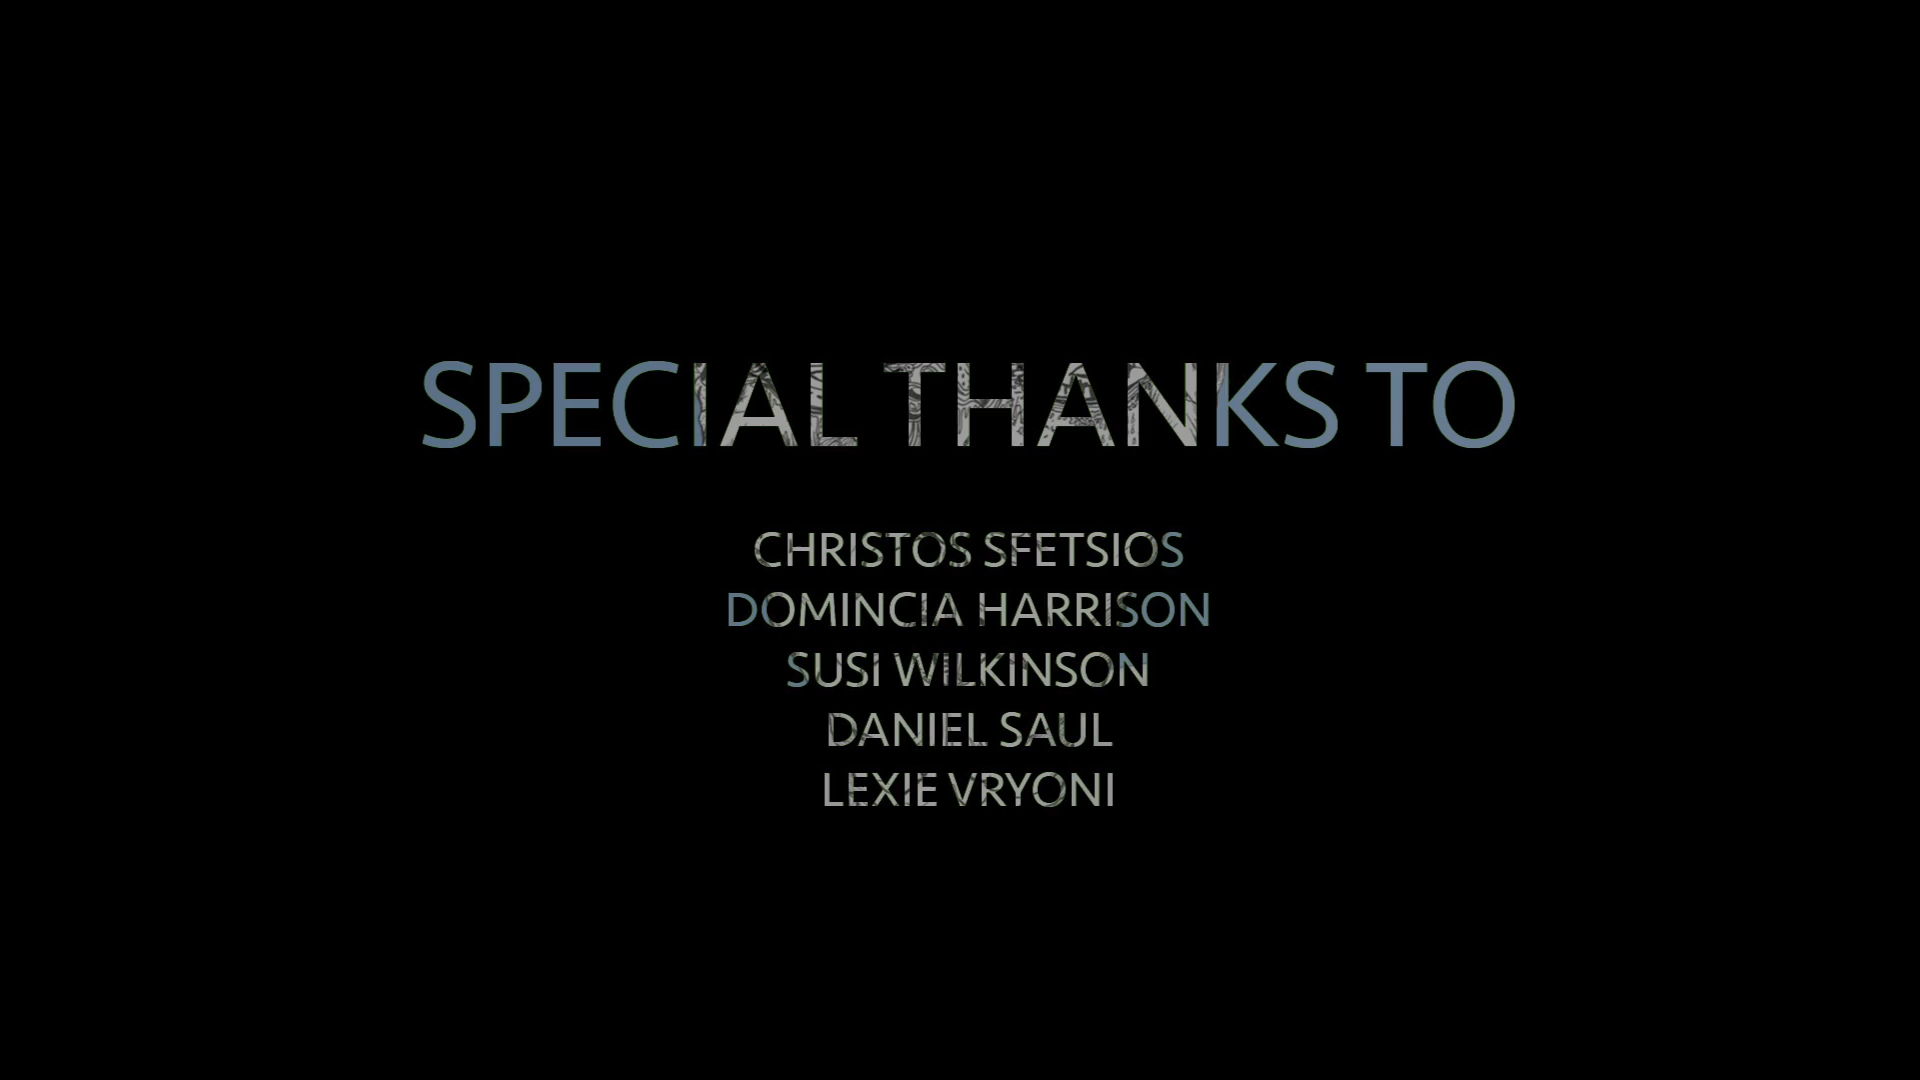 SPECIAL THANKS TO
CHRISTOS SFETSIOS
DOMINCIA HARRISON
SUSI WILKINSON
DANIEL SAUL
LEXIE VRYONI